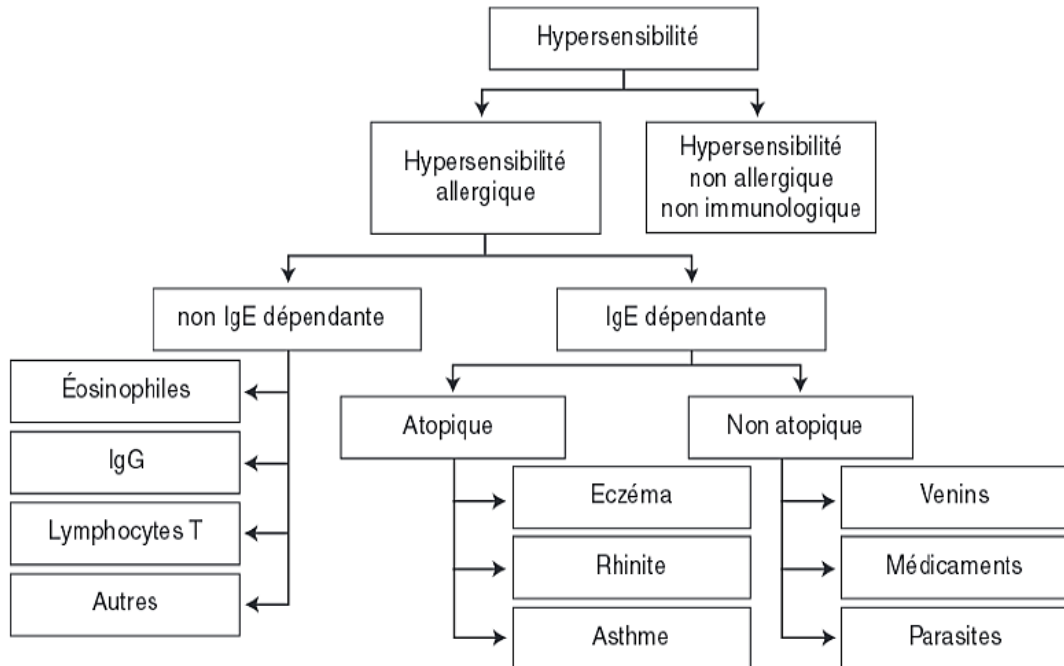 Hypersensibilité
Hypersensibilité
allergique
Hypersensibilité
non allergique
non immunologique
non IgE dépendante
IgE dépendante
Éosinophiles
IgG
Lymphocytes T
Autres
Atopique
Non atopique
Eczéma
Rhinite
Asthme
Venins
Médicaments
Parasites